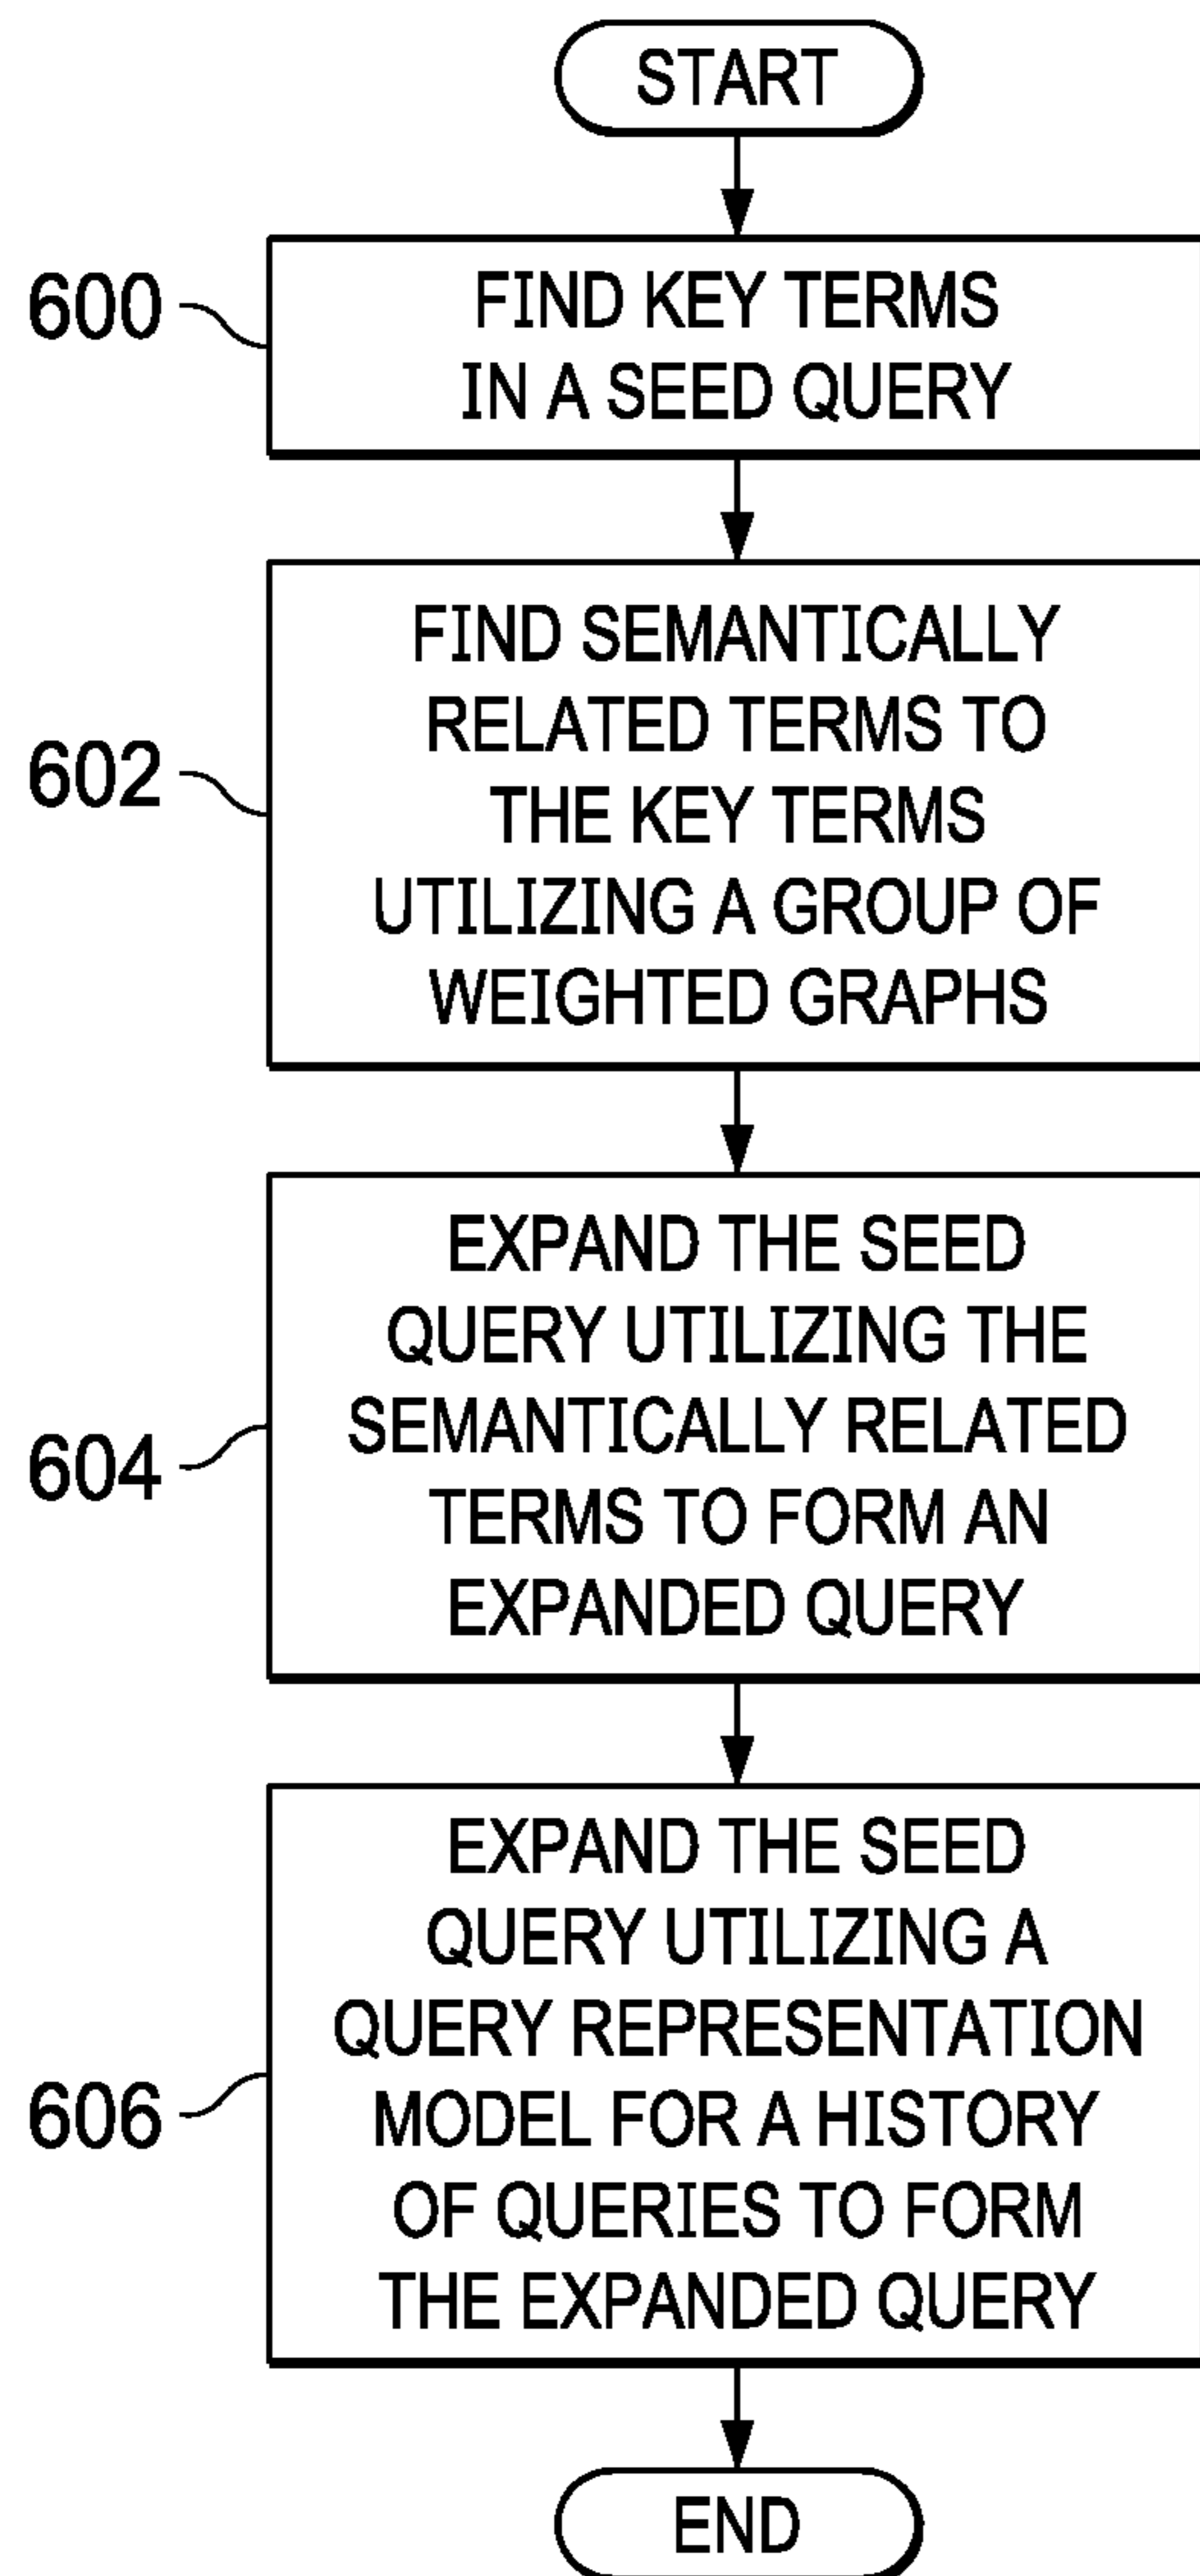 START
600
FIND KEY TERMS
IN A SEED QUERY
602
FIND SEMANTICALLY
RELATED TERMS TO
THE KEY TERMS
UTILIZING A GROUP OF
WEIGHTED GRAPHS
604
EXPAND THE SEED
QUERY UTILIZING THE
SEMANTICALLY RELATED
TERMS TO FORM AN
EXPANDED QUERY
606
EXPAND THE SEED
QUERY UTILIZING A
QUERY REPRESENTATION
MODEL FOR A HISTORY
OF QUERIES TO FORM
THE EXPANDED QUERY
END